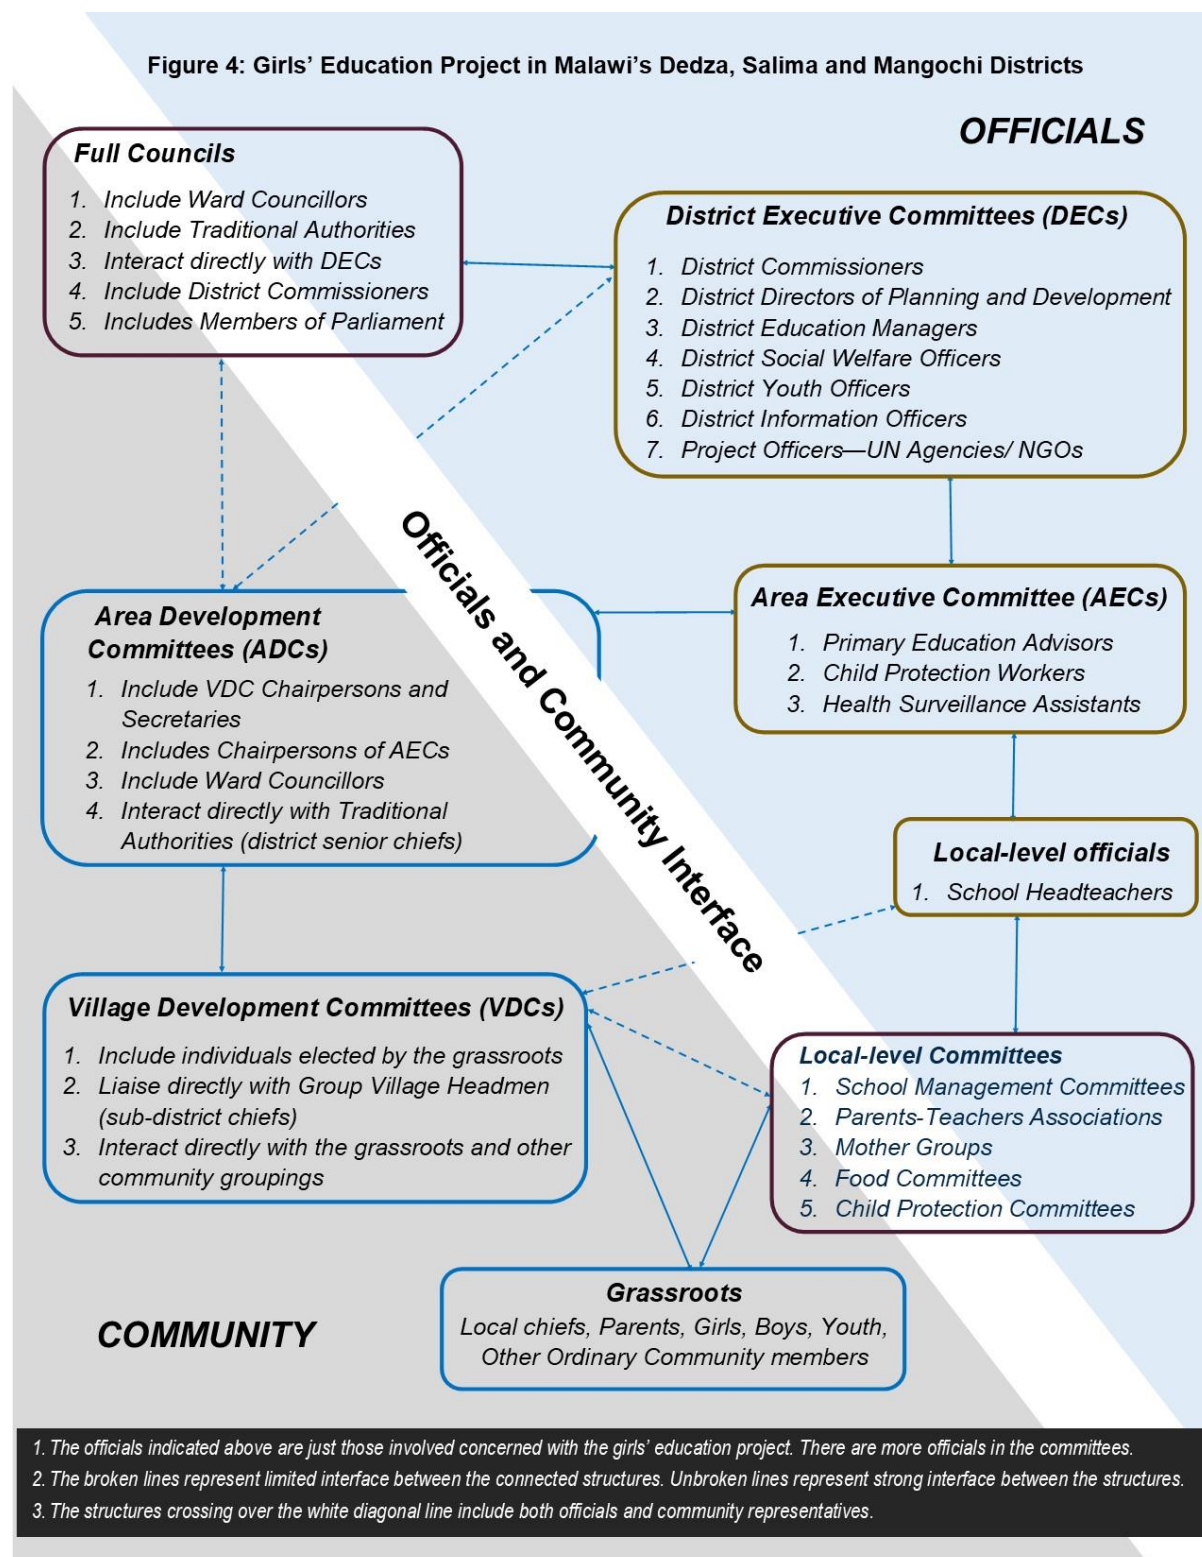 Figure 4: Girls’ Education Project in Malawi’s Dedza, Salima and Mangochi Districts
OFFICIALS
Full Councils
1. Include Ward Councillors
2. Include Traditional Authorities
3. Interact directly with DECs
4. Include District Commissioners
5. Includes Members of Parliament
District Executive Committees (DECs)
1. District Commissioners
2. District Directors of Planning and Development
3. District Education Managers
4. District Social Welfare Officers
5. District Youth Officers
6. District Information Officers
7. Project Officers—UN Agencies/ NGOs
Officials and Community Interface
Area Development
Committees (ADCs)
1. Include VDC Chairpersons and
Secretaries
2. Includes Chairpersons of AECs
3. Include Ward Councillors
4. Interact directly with Traditional
Authorities (district senior chiefs)
Area Executive Committee (AECs)
1. Primary Education Advisors
2. Child Protection Workers
3. Health Surveillance Assistants
Local-level officials
1. School Headteachers
Village Development Committees (VDCs)
1. Include individuals elected by the grassroots
2. Liaise directly with Group Village Headmen
(sub-district chiefs)
3. Interact directly with the grassroots and other
community groupings
Local-level Committees
1. School Management Committees
2. Parents-Teachers Associations
3. Mother Groups
4. Food Committees
5. Child Protection Committees
Grassroots
Local chiefs, Parents, Girls, Boys, Youth,
Other Ordinary Community members
COMMUNITY
1. The officials indicated above are just those involved concerned with the girls’ education project. There are more officials in the committees.
2. The broken lines represent limited interface between the connected structures. Unbroken lines represent strong interface between the structures.
3. The structures crossing over the white diagonal line include both officials and community representatives.